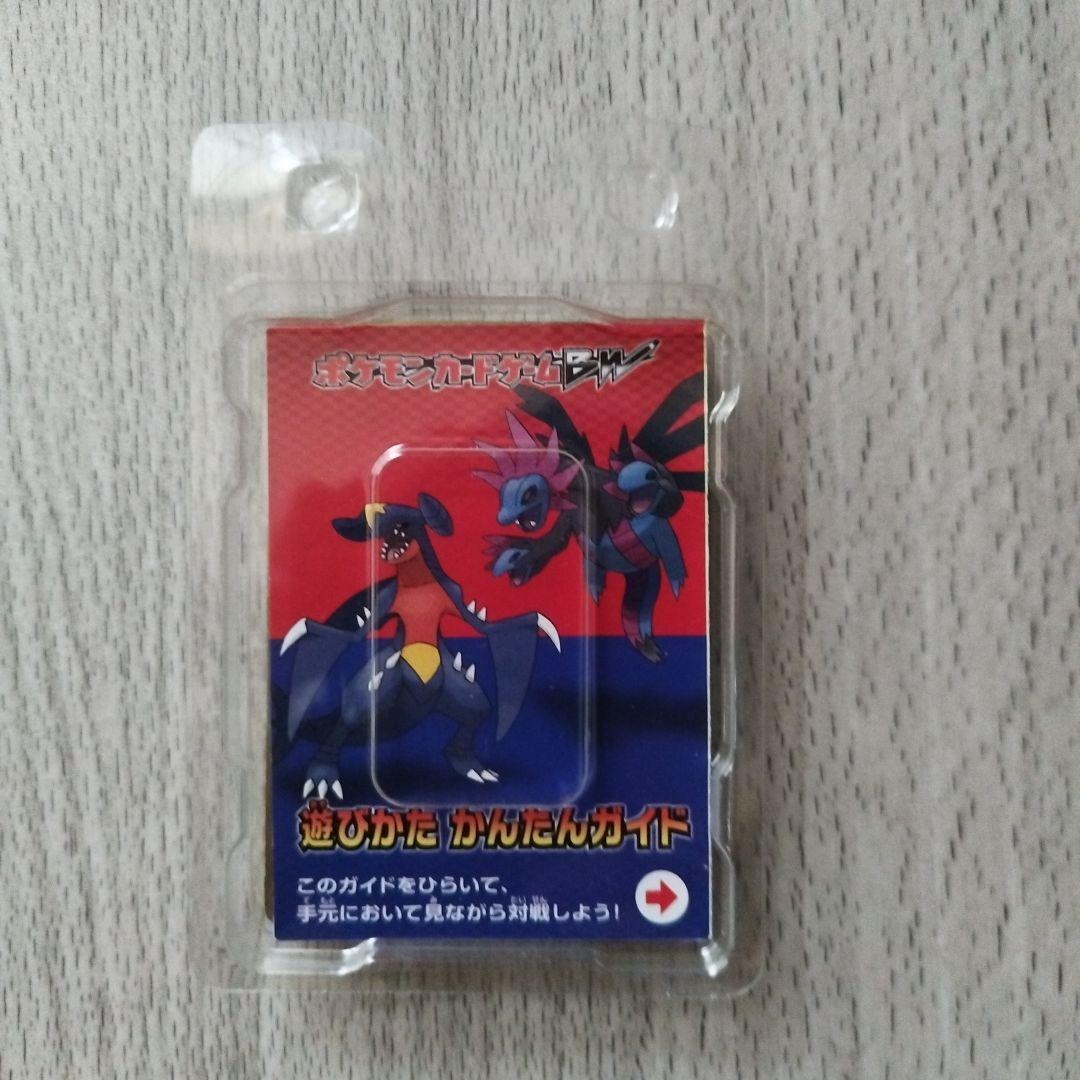 ポケモンカードゲームBW
遊びかた かんたんガイド
このガイドをひらいて、
手元において見ながら対戦しよう!